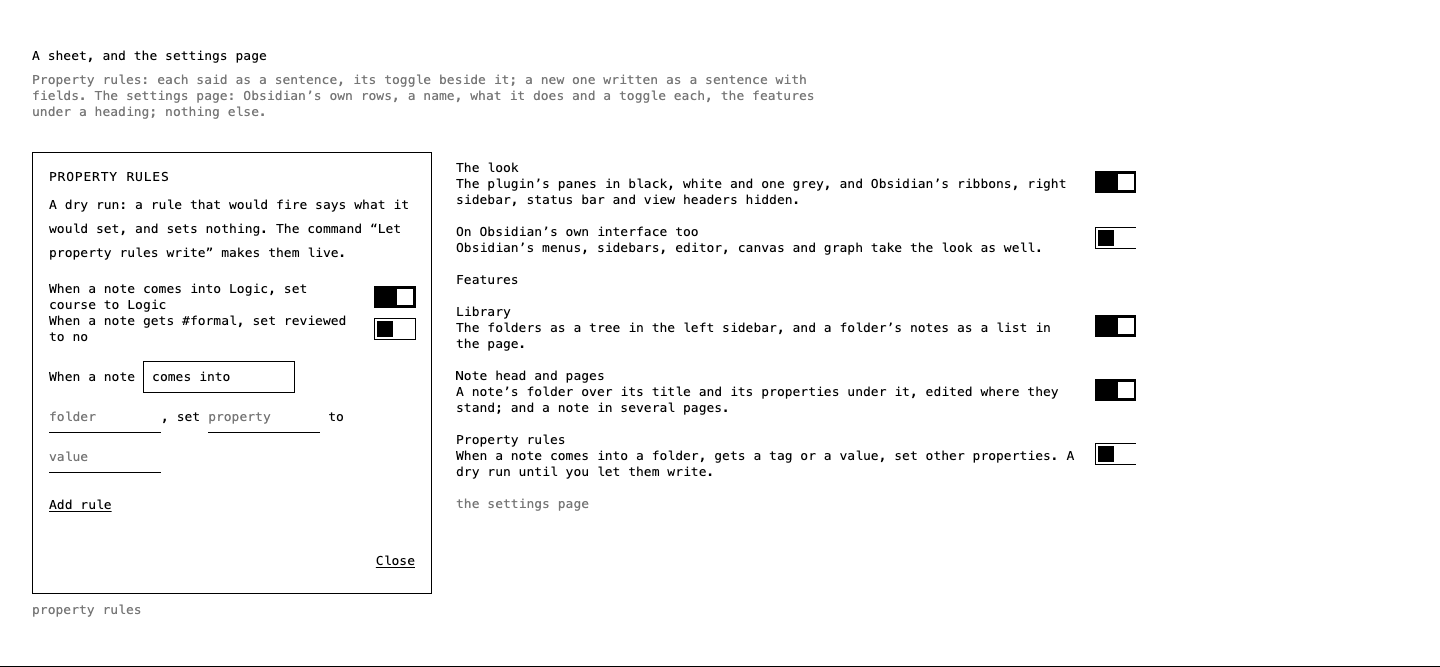 A sheet, and the settings page
Property rules: each said as a sentence, its toggle beside it; a new one written as a sentence with
fields. The settings page: Obsidian’s own rows, a name, what it does and a toggle each, the features
under a heading; nothing else.
PROPERTY RULES
A dry run: a rule that would fire says what it
would set, and sets nothing. The command “Let
property rules write” makes them live.
When a note comes into Logic, set
course to Logic
When a note gets #formal, set reviewed
to no
When a note comes into
folder , set property to
value
Add rule
Close
property rules
The look
The plugin’s panes in black, white and one grey, and Obsidian’s ribbons, right
sidebar, status bar and view headers hidden.
On Obsidian’s own interface too
Obsidian’s menus, sidebars, editor, canvas and graph take the look as well.
Features
Library
The folders as a tree in the left sidebar, and a folder’s notes as a list in
the page.
Note head and pages
A note’s folder over its title and its properties under it, edited where they
stand; and a note in several pages.
Property rules
When a note comes into a folder, gets a tag or a value, set other properties. A
dry run until you let them write.
the settings page